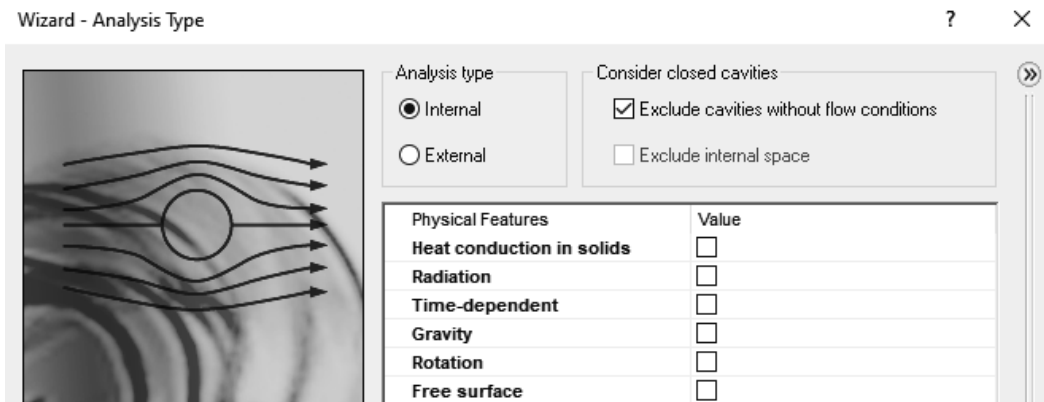 Wizard - Analysis Type
?
Analysis type
Internal
External
Consider closed cavities
Exclude cavities without flow conditions
Exclude internal space
Physical Features Value
Heat conduction in solids
Radiation
Time-dependent
Gravity
Rotation
Free surface